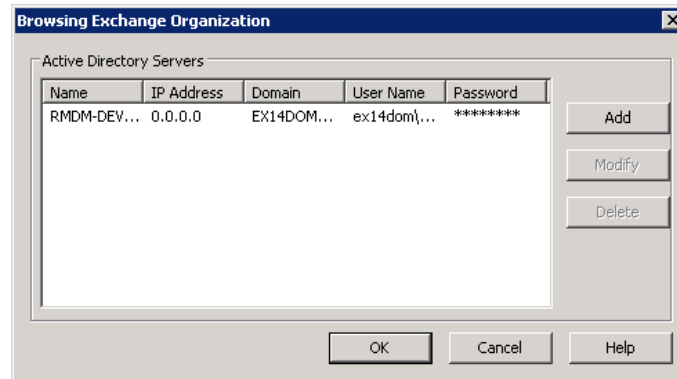 Browsing Exchange Organization
Active Directory Servers
Name IP Address Domain User Name Password
RMDM-DEV... 0.0.0.0 EX14DOM... ex14dom\... ********
Add
Modify
Delete
OK Cancel Help